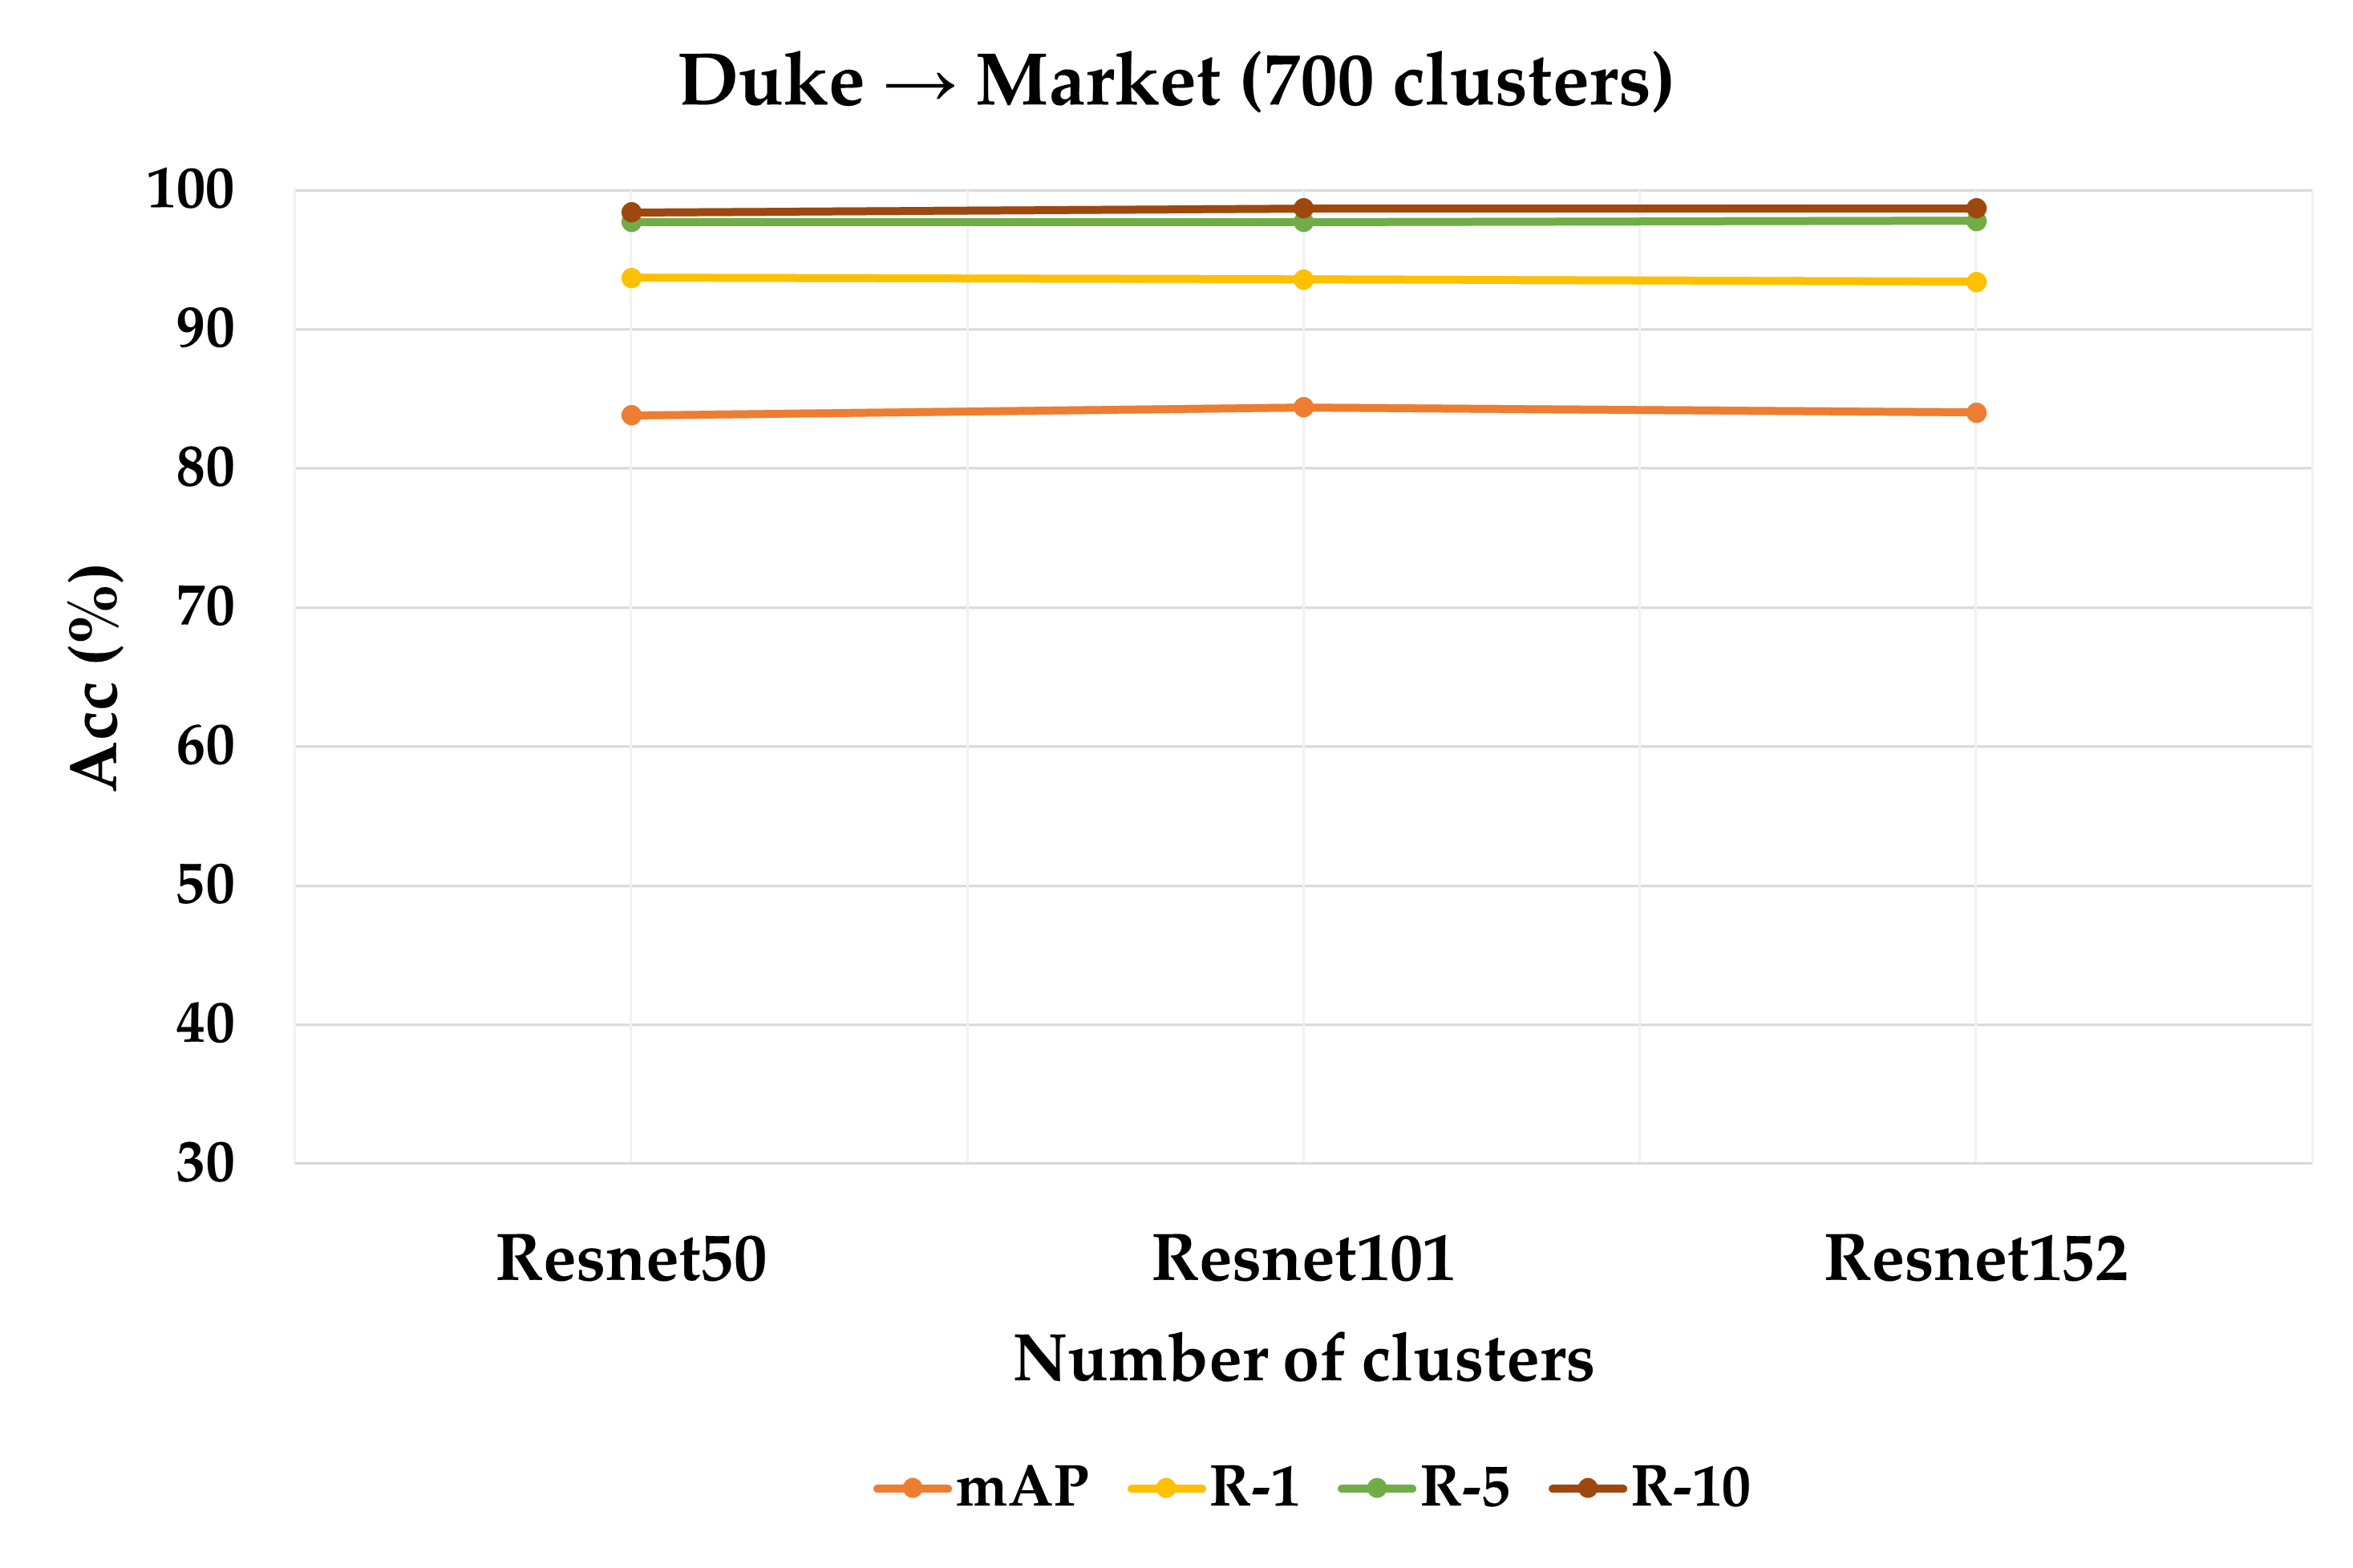 Duke → Market (700 clusters)
100
90
80
70
60
50
40
30
Acc (%)
Resnet50 Resnet101 Resnet152
Number of clusters
mAP R-1 R-5 R-10